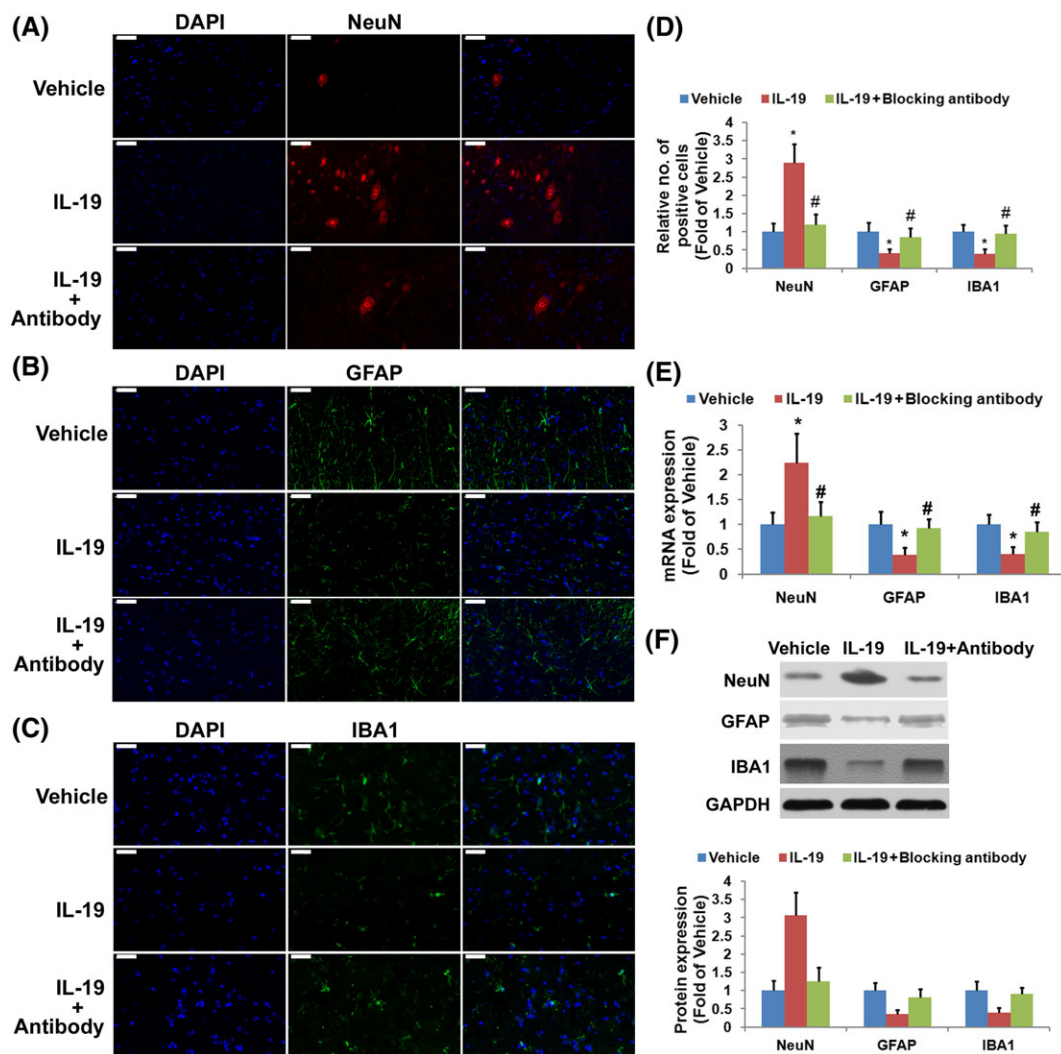 (A)
DAPI NeuN
Vehicle
IL-19
IL-19
+
Antibody
(B)
DAPI GFAP
Vehicle
IL-19
IL-19
+
Antibody
(C)
DAPI IBA1
Vehicle
IL-19
IL-19
+
Antibody
(D)
Vehicle IL-19 IL-19+Blocking antibody
Relative no. of
positive cells
(Fold of Vehicle)
4
3.5
3
2.5
2
1.5
1
0.5
0
* # * # * #
NeuN GFAP IBA1
(E)
Vehicle IL-19 IL-19+Blocking antibody
mRNA expression
(Fold of Vehicle)
3
2.5
2
1.5
1
0.5
0
* # * # * #
NeuN GFAP IBA1
(F)
Vehicle IL-19 IL-19+Antibody
NeuN
GFAP
IBA1
GAPDH
Vehicle IL-19 IL-19+Blocking antibody
Protein expression
(Fold of Vehicle)
4
3.5
3
2.5
2
1.5
1
0.5
0
NeuN GFAP IBA1